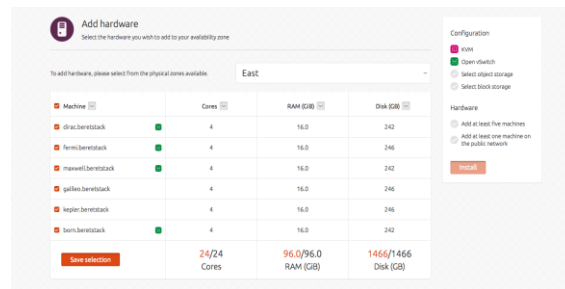 Add hardware
Select the hardware you wish to add to your availability zone
To add hardware, please select from the physical zones available.
East
Machine Cores RAM (GiB) Disk (GB)
dirac.beretstack 4 16.0 242
fermi.beretstack 4 16.0 246
maxwell.beretstack 4 16.0 242
galileo.beretstack 4 16.0 246
kepler.beretstack 4 16.0 246
born.beretstack 4 16.0 242
Save selection
24/24 96.0/96.0 1466/1466
Cores RAM (GiB) Disk (GB)
Configuration
KVM
Open vSwitch
Select object storage
Select block storage
Hardware
Add at least five machines
Add at least one machine on
the public network
Install